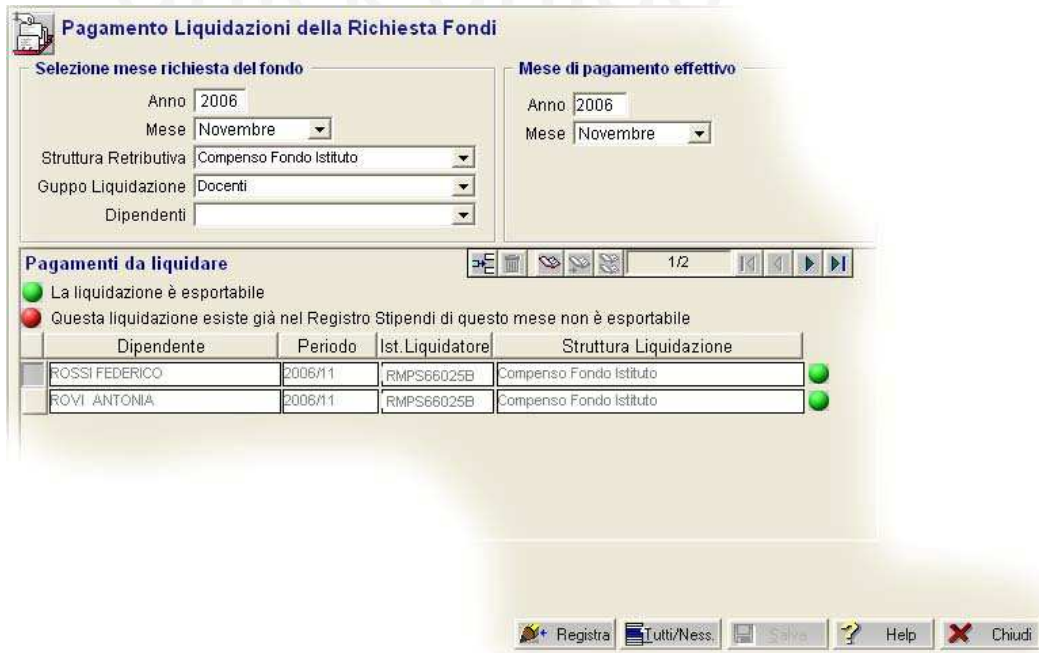 Pagamento Liquidazioni della Richiesta Fondi
Selezione mese richiesta del fondo
Anno 2006
Mese Novembre
Struttura Retributiva Compenso Fondo Istituto
Guppo Liquidazione Docenti
Dipendenti
Mese di pagamento effettivo
Anno 2006
Mese Novembre
Pagamenti da liquidare 1/2
La liquidazione è esportabile
Questa liquidazione esiste già nel Registro Stipendi di questo mese non è esportabile
Dipendente Periodo Ist.Liquidatore Struttura Liquidazione
ROSSI FEDERICO 2006/11 RMPS66025B Compenso Fondo Istituto
ROVI ANTONIA 2006/11 RMPS66025B Compenso Fondo Istituto
Registra Tutti/Ness. Salva Help Chiudi